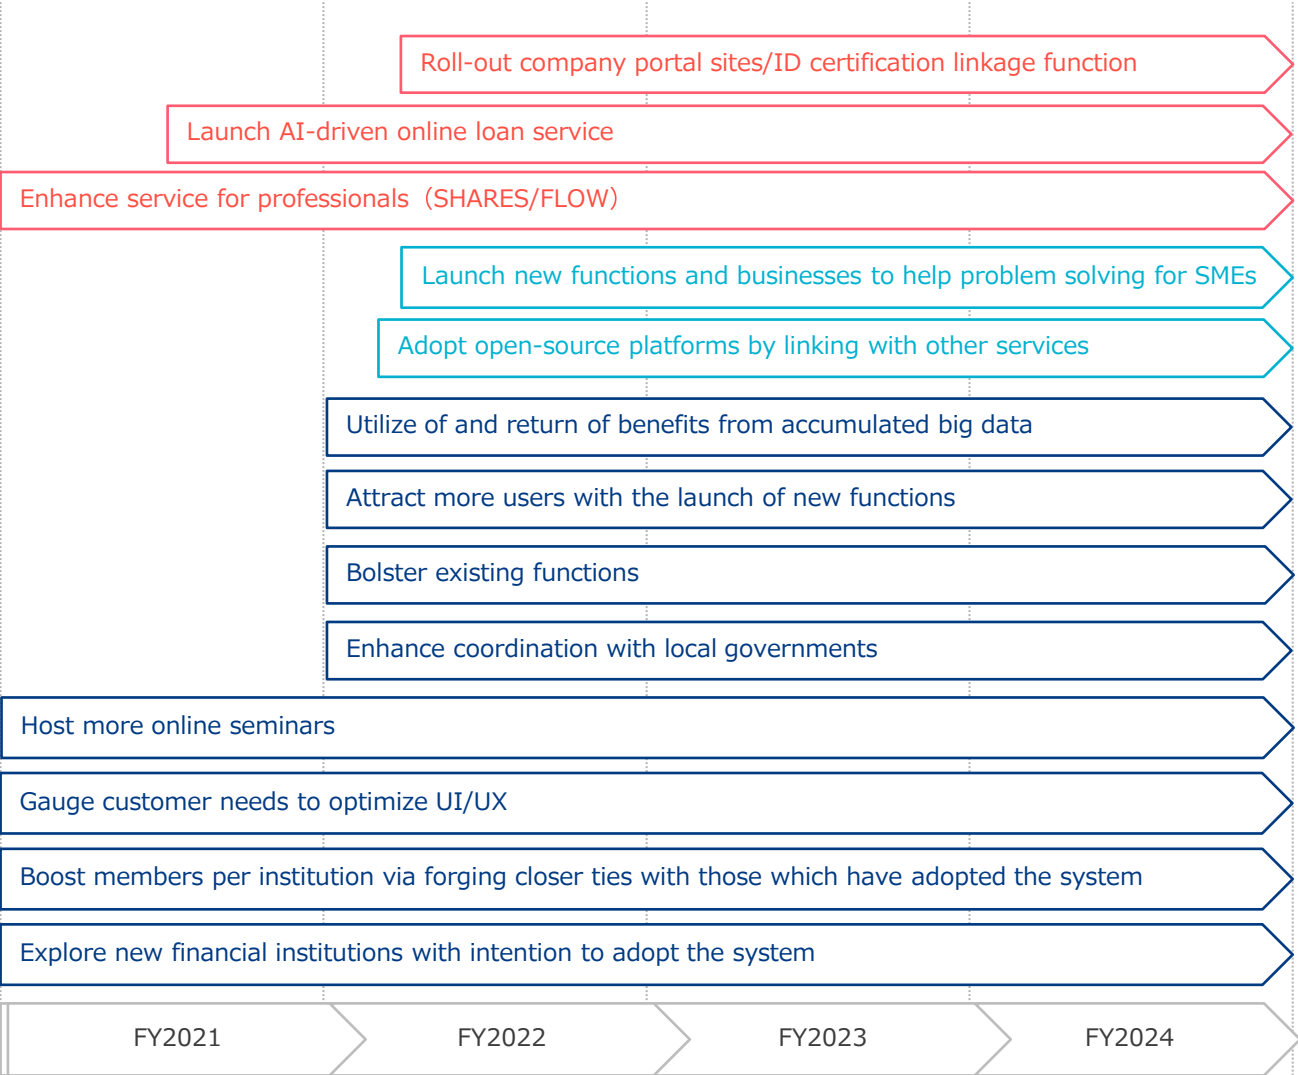 Roll-out company portal sites/ID certification linkage function
Launch AI-driven online loan service
Enhance service for professionals（SHARES/FLOW）
Launch new functions and businesses to help problem solving for SMEs
Adopt open-source platforms by linking with other services
Utilize of and return of benefits from accumulated big data
Attract more users with the launch of new functions
Bolster existing functions
Enhance coordination with local governments
Host more online seminars
Gauge customer needs to optimize UI/UX
Boost members per institution via forging closer ties with those which have adopted the system
Explore new financial institutions with intention to adopt the system
FY2021 FY2022 FY2023 FY2024